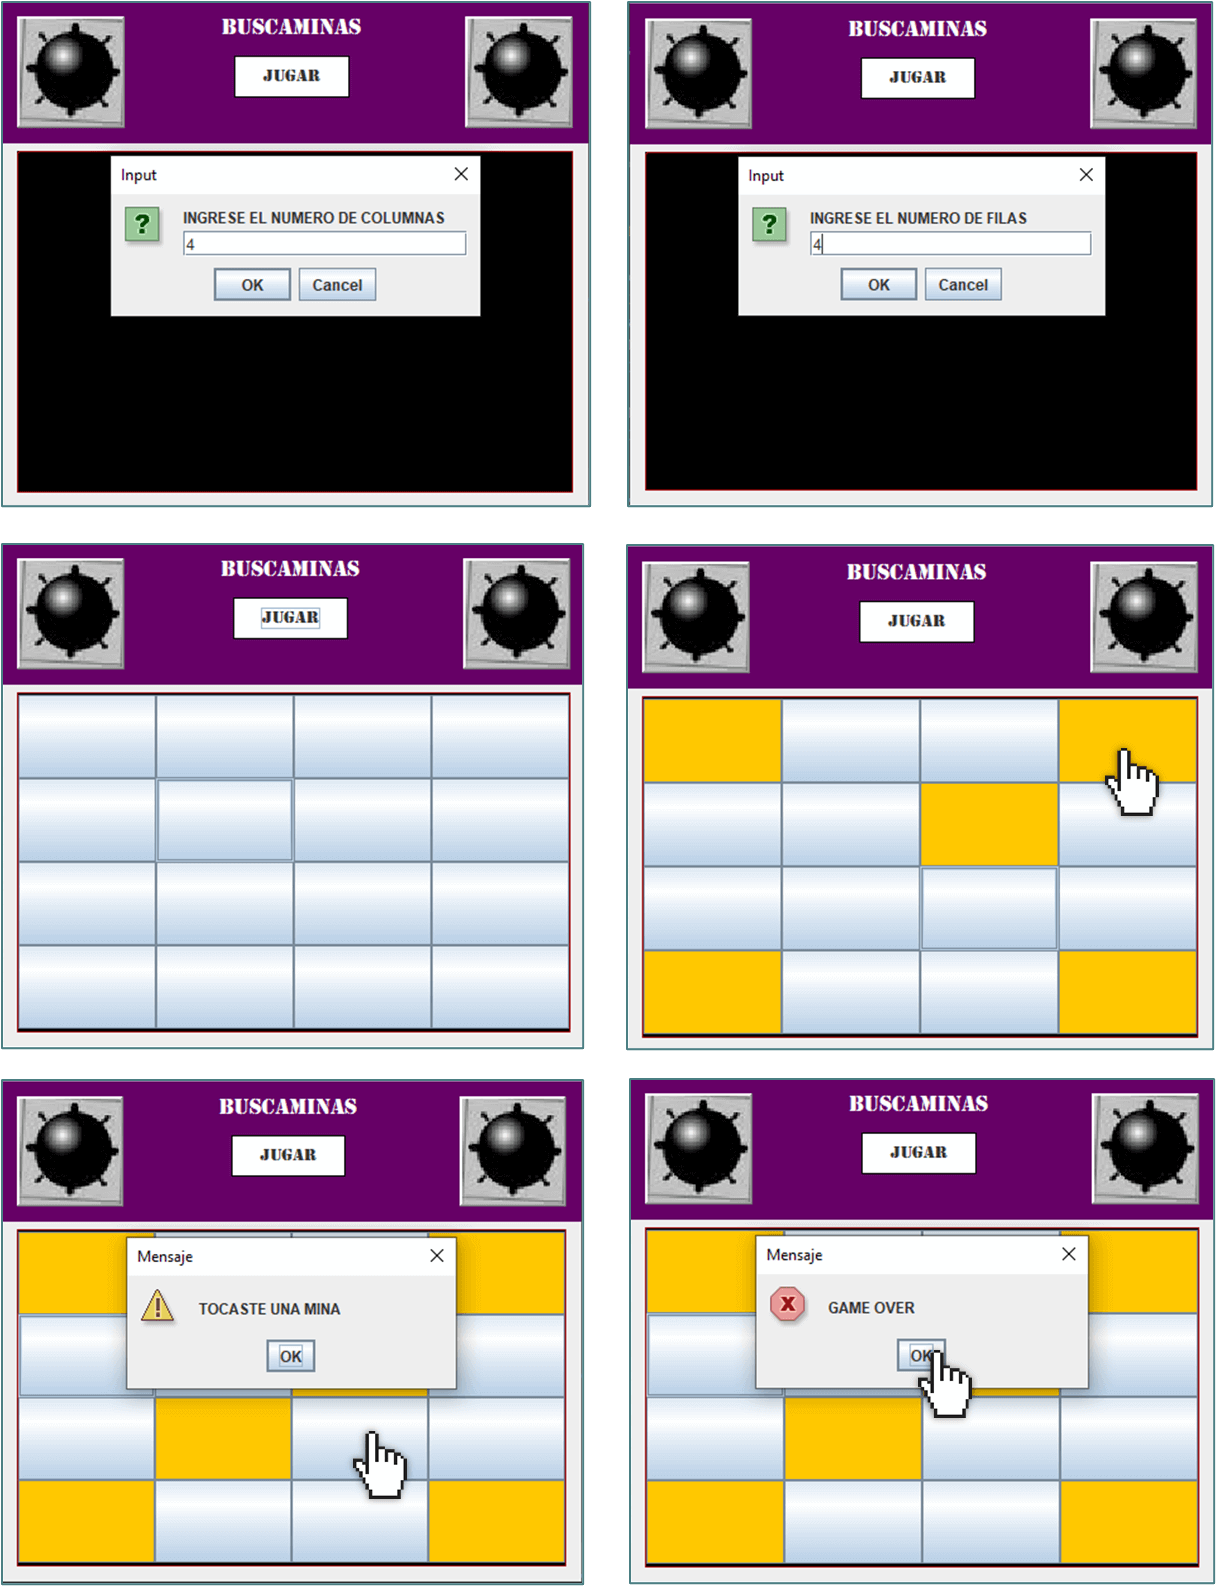 BUSCAMINAS
JUGAR
Input
? INGRESE EL NUMERO DE COLUMNAS
4
OK Cancel
BUSCAMINAS
JUGAR
Input
? INGRESE EL NUMERO DE FILAS
4
OK Cancel
BUSCAMINAS
JUGAR
BUSCAMINAS
JUGAR
BUSCAMINAS
JUGAR
Mensaje
! TOCASTE UNA MINA
OK
BUSCAMINAS
JUGAR
Mensaje
X GAME OVER
OK